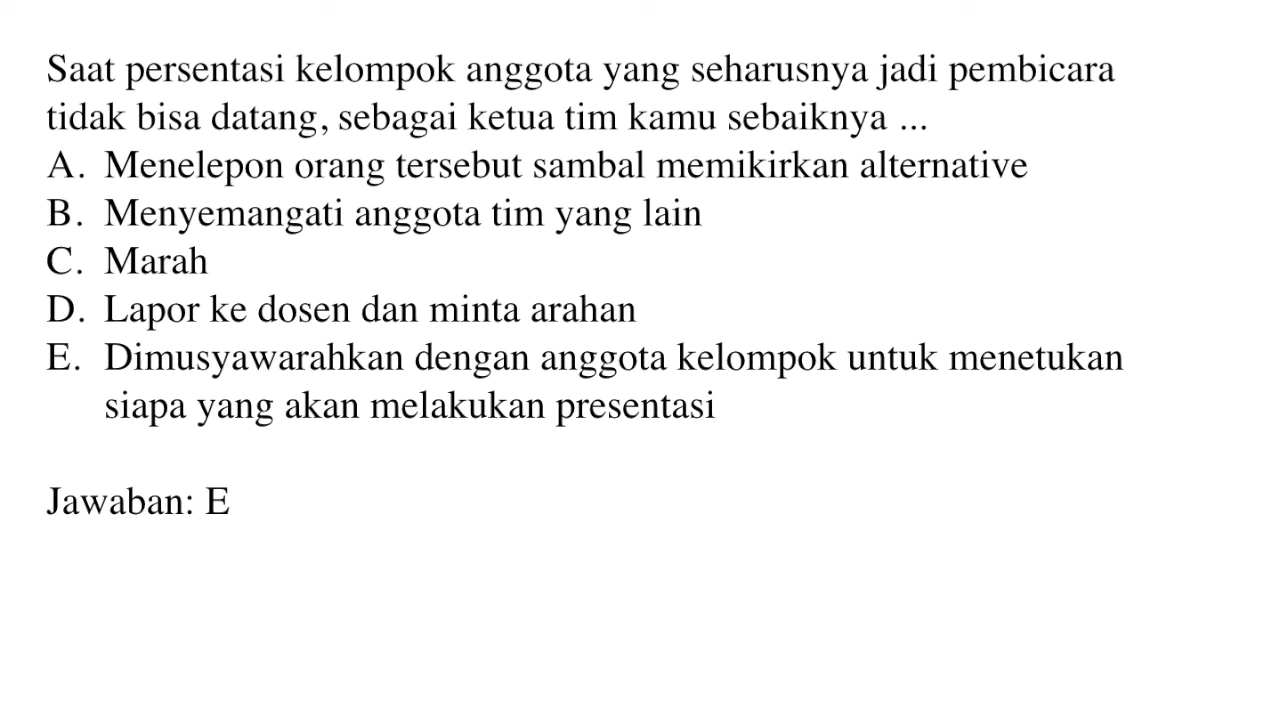 Saat persentasi kelompok anggota yang seharusnya jadi pembicara
tidak bisa datang, sebagai ketua tim kamu sebaiknya ...
A. Menelepon orang tersebut sambal memikirkan alternative
B. Menyemangati anggota tim yang lain
C. Marah
D. Lapor ke dosen dan minta arahan
E. Dimusyawarahkan dengan anggota kelompok untuk menetukan
siapa yang akan melakukan presentasi
Jawaban: E